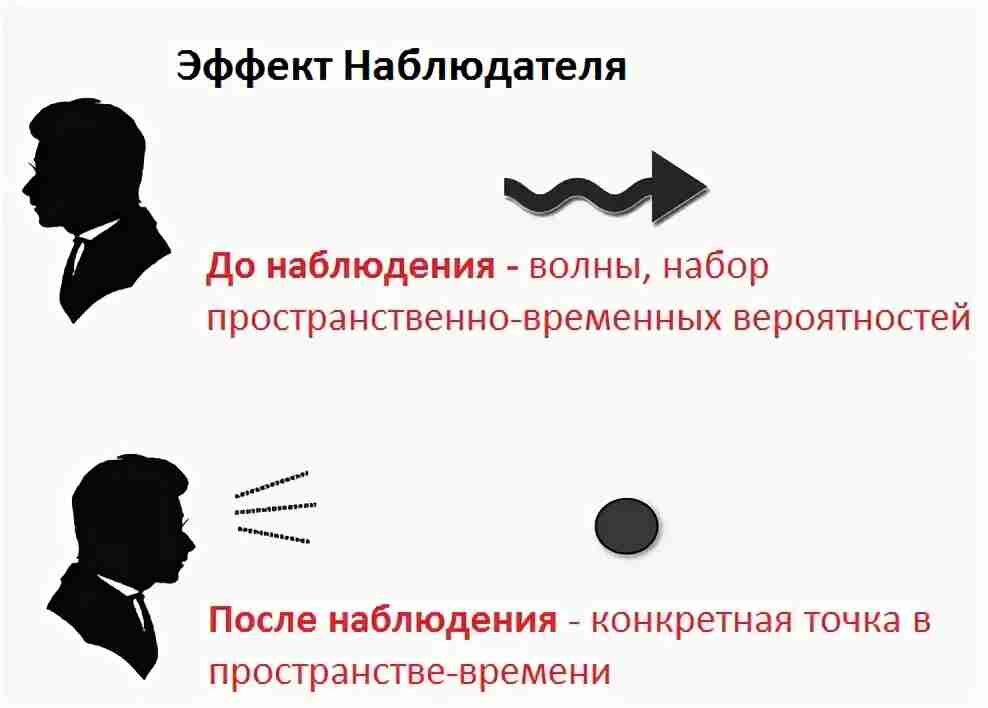 Эффект Наблюдателя
До наблюдения - волны, набор
пространственно-временных вероятностей
После наблюдения - конкретная точка в
пространстве-времени